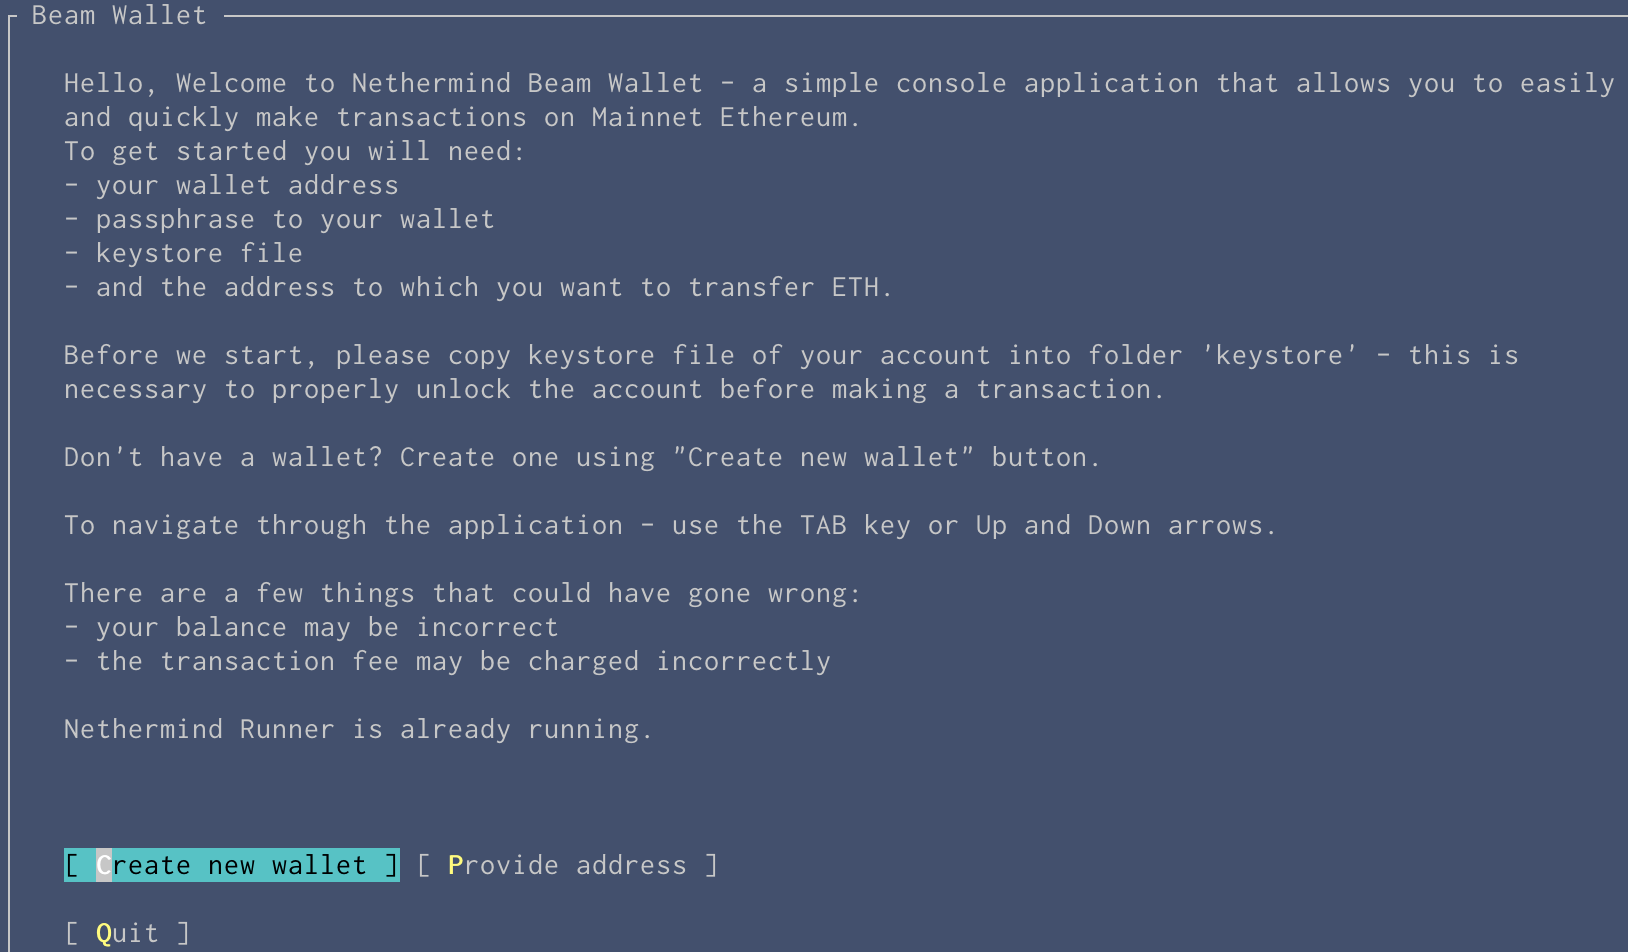 Beam Wallet
Hello, Welcome to Nethermind Beam Wallet - a simple console application that allows you to easily
and quickly make transactions on Mainnet Ethereum.
To get started you will need:
- your wallet address
- passphrase to your wallet
- keystore file
- and the address to which you want to transfer ETH.
Before we start, please copy keystore file of your account into folder 'keystore' - this is
necessary to properly unlock the account before making a transaction.
Don't have a wallet? Create one using "Create new wallet" button.
To navigate through the application - use the TAB key or Up and Down arrows.
There are a few things that could have gone wrong:
- your balance may be incorrect
- the transaction fee may be charged incorrectly
Nethermind Runner is already running.
[ Create new wallet ] [ Provide address ]
[ Quit ]